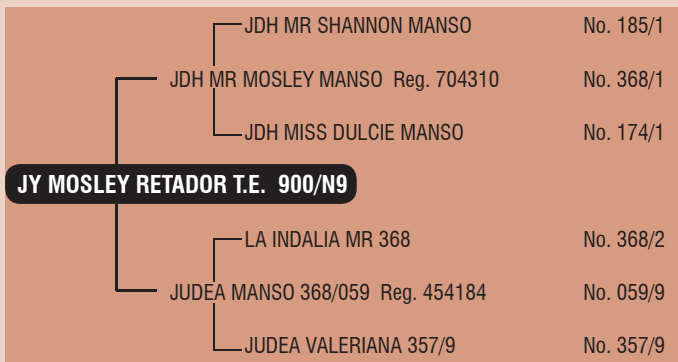 JDH MR SHANNON MANSO No. 185/1
JDH MR MOSLEY MANSO Reg. 704310 No. 368/1
JDH MISS DULCIE MANSO No. 174/1
JY MOSLEY RETADOR T.E. 900/N9
LA INDALIA MR 368 No. 368/2
JUDEA MANSO 368/059 Reg. 454184 No. 059/9
JUDEA VALERIANA 357/9 No. 357/9